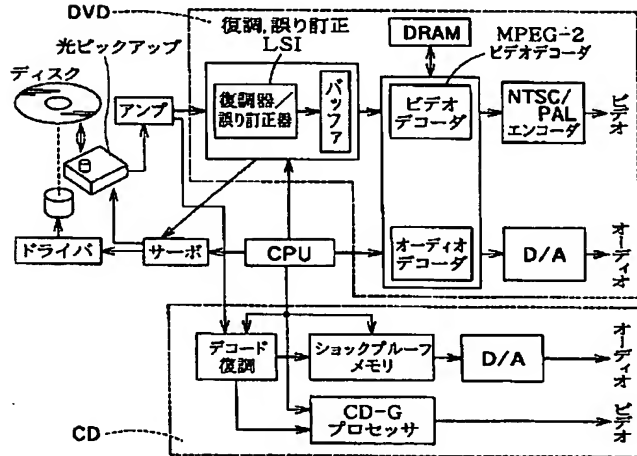 DVD
復調,誤り訂正
LSI
DRAM
MPEG-2
ビデオデコーダ
光ピックアップ
ディスク
アンプ
復調器/
誤り訂正器
バッファ
ビデオ
デコーダ
NTSC/
PAL
エンコーダ
ビデオ
ドライバ
サーボ
CPU
オーディオ
デコーダ
D/A
オーディオ
デコード
復調
ショックプルーフ
メモリ
D/A
オーディオ
CD-G
プロセッサ
ビデオ
CD